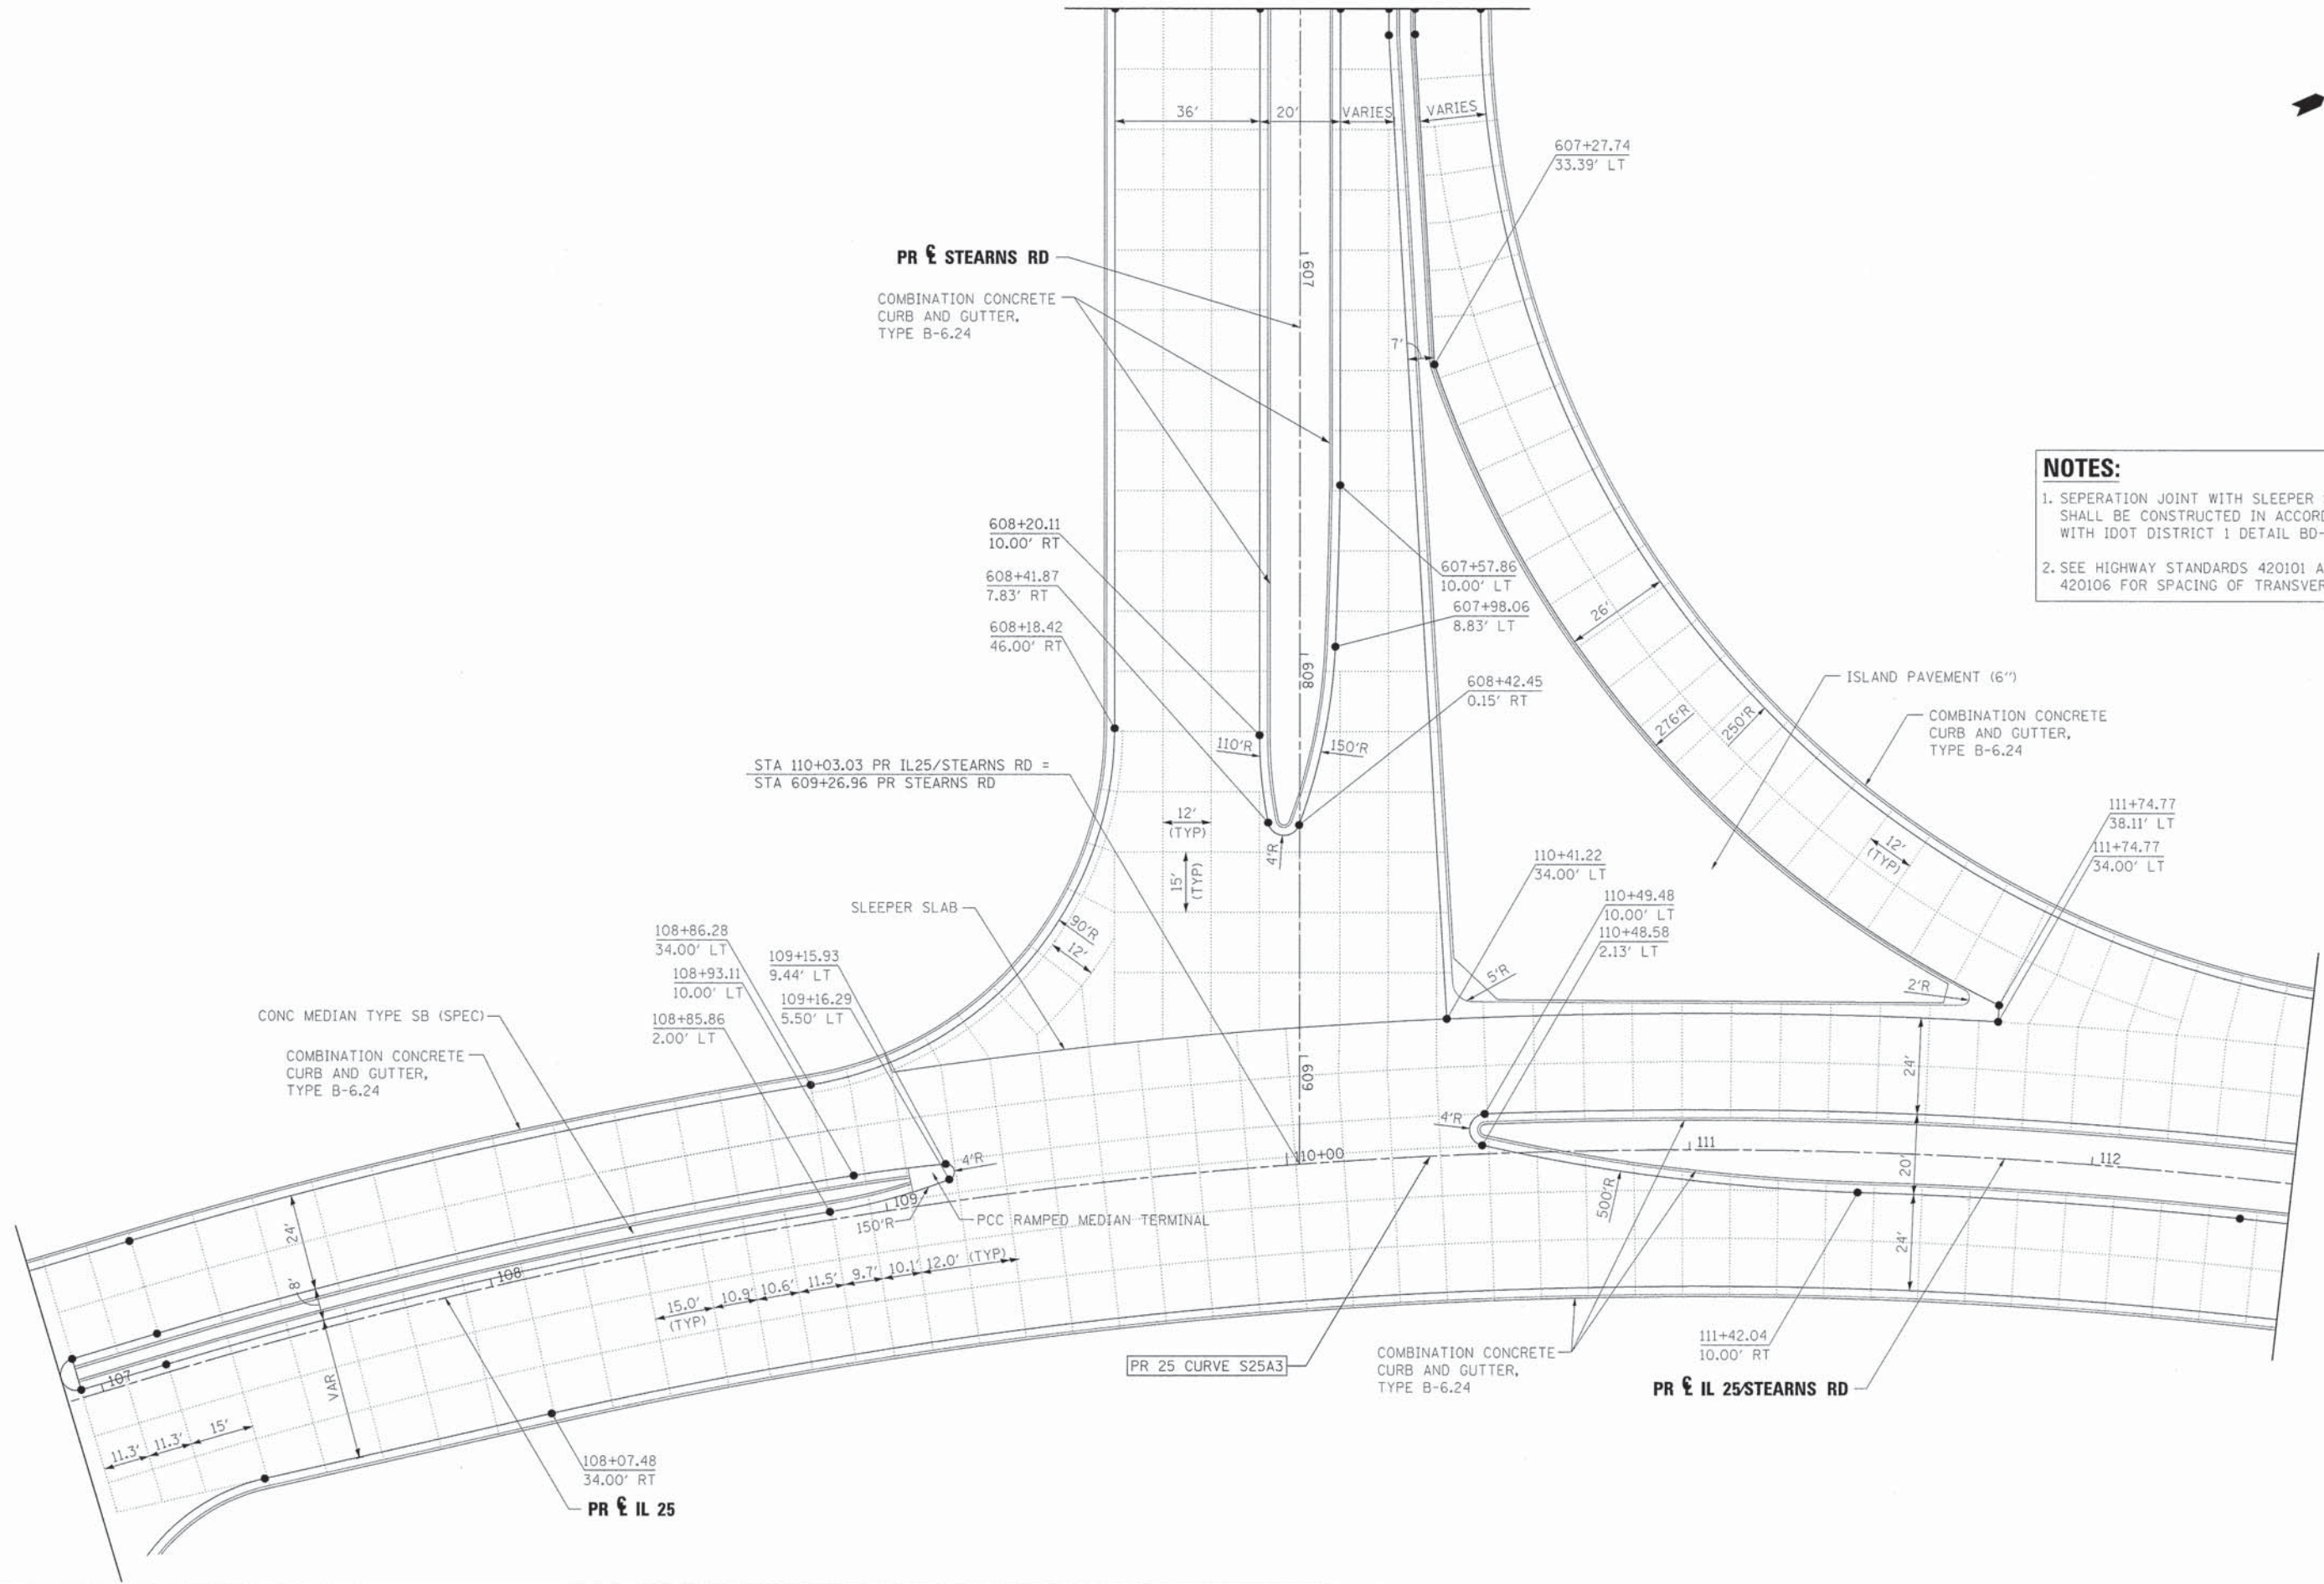 36'
20'
VARIES
VARIES
607+27.74
33.39' LT
PR ℄ STEARNS RD
607
COMBINATION CONCRETE
CURB AND GUTTER,
TYPE B-6.24
7'
NOTES:
1. SEPERATION JOINT WITH SLEEPER
SHALL BE CONSTRUCTED IN ACCORD
WITH IDOT DISTRICT 1 DETAIL BD-
2. SEE HIGHWAY STANDARDS 420101 A
420106 FOR SPACING OF TRANSVER
608+20.11
10.00' RT
608+41.87
7.83' RT
608+18.42
46.00' RT
607+57.86
10.00' LT
607+98.06
8.83' LT
26'
608
608+42.45
0.15' RT
ISLAND PAVEMENT (6")
276'R
250'R
COMBINATION CONCRETE
CURB AND GUTTER,
TYPE B-6.24
110'R
150'R
STA 110+03.03 PR IL25/STEARNS RD =
STA 609+26.96 PR STEARNS RD
12'
(TYP)
4'R
15'
(TYP)
12'
(TYP)
111+74.77
38.11' LT
111+74.77
34.00' LT
110+41.22
34.00' LT
110+49.48
10.00' LT
110+48.58
2.13' LT
SLEEPER SLAB
90'R
12'
108+86.28
34.00' LT
108+93.11
10.00' LT
108+85.86
2.00' LT
109+15.93
9.44' LT
109+16.29
5.50' LT
5'R
2'R
CONC MEDIAN TYPE SB (SPEC)
COMBINATION CONCRETE
CURB AND GUTTER,
TYPE B-6.24
609
24'
4'R
4'R
110+00
111
112
20'
109
150'R
PCC RAMPED MEDIAN TERMINAL
500'R
24'
24'
8'
108
15.0'
(TYP)
10.9'
10.6'
11.5'
9.7'
10.1'
12.0' (TYP)
107
VAR
111+42.04
10.00' RT
PR 25 CURVE S25A3
COMBINATION CONCRETE
CURB AND GUTTER,
TYPE B-6.24
PR ℄ IL 25/STEARNS RD
11.3'
11.3'
15'
108+07.48
34.00' RT
PR ℄ IL 25